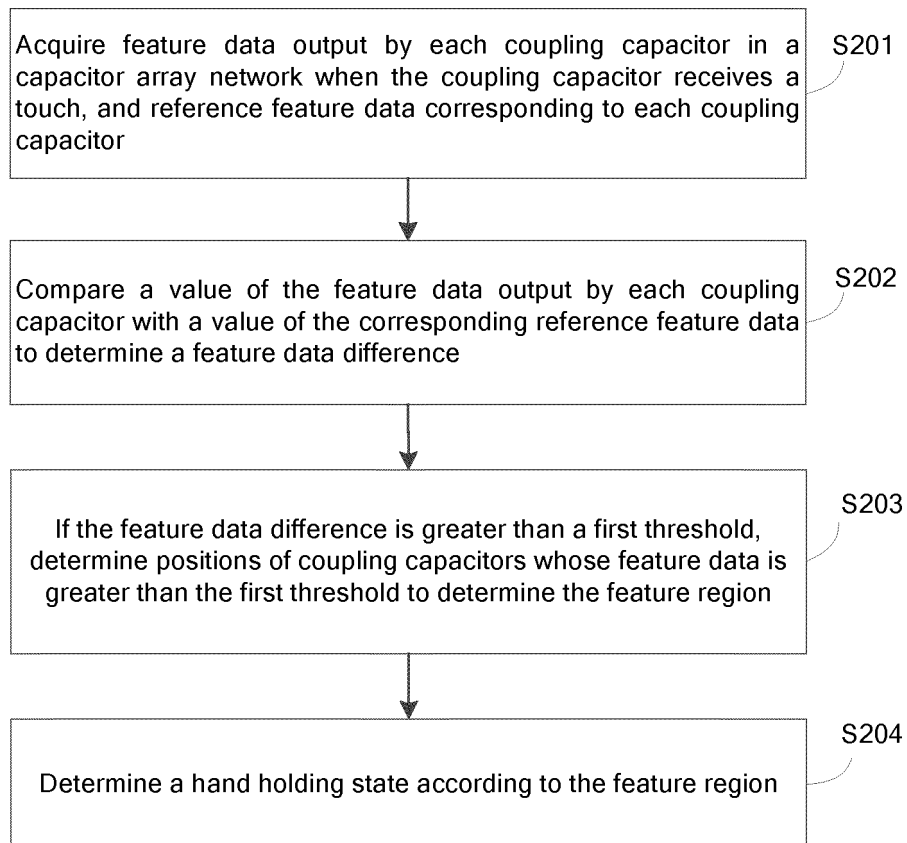 Acquire feature data output by each coupling capacitor in a
capacitor array network when the coupling capacitor receives a
touch, and reference feature data corresponding to each coupling
capacitor
S201
Compare a value of the feature data output by each coupling
capacitor with a value of the corresponding reference feature data
to determine a feature data difference
S202
If the feature data difference is greater than a first threshold,
determine positions of coupling capacitors whose feature data is
greater than the first threshold to determine the feature region
S203
Determine a hand holding state according to the feature region
S204